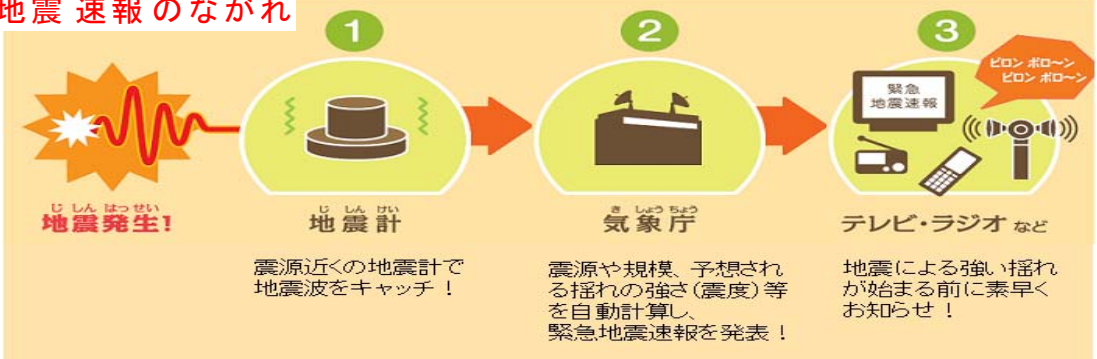 地震 速報 のながれ
1
2
3
ピロン ポロ〜ン
ピロン ポロ〜ン
緊急
地震速報
じ しん はっ せい
地震発生!
じ しん けい
地震計
き しょう ちょう
気象庁
テレビ・ラジオ など
震源近くの地震計で
地震波をキャッチ!
震源や規模、予想され
る揺れの強さ(震度)等
を自動計算し、
緊急地震速報を発表!
地震による強い揺れ
が始まる前に素早く
お知らせ!